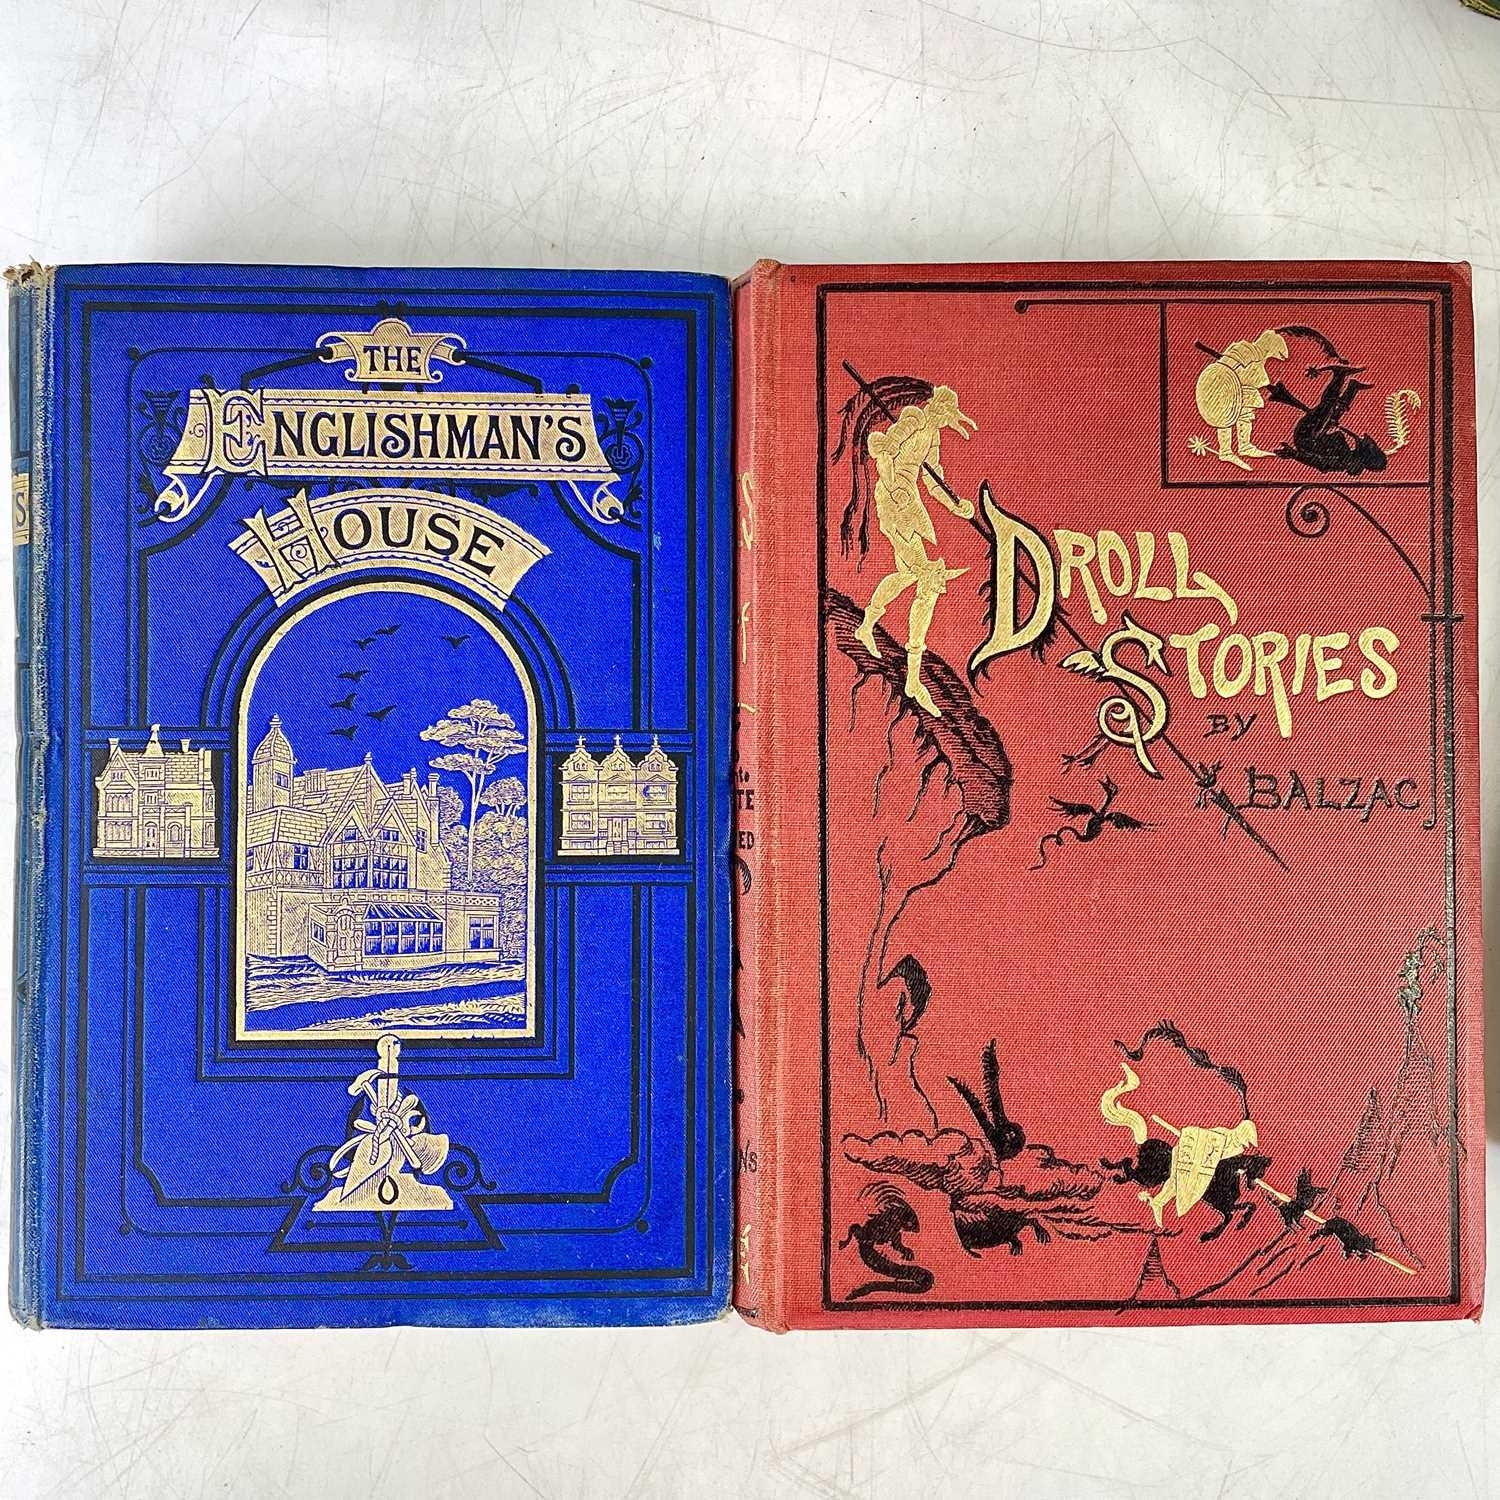 THE
ENGLISHMAN'S
HOUSE
DROLL
STORIES
BY
BALZAC